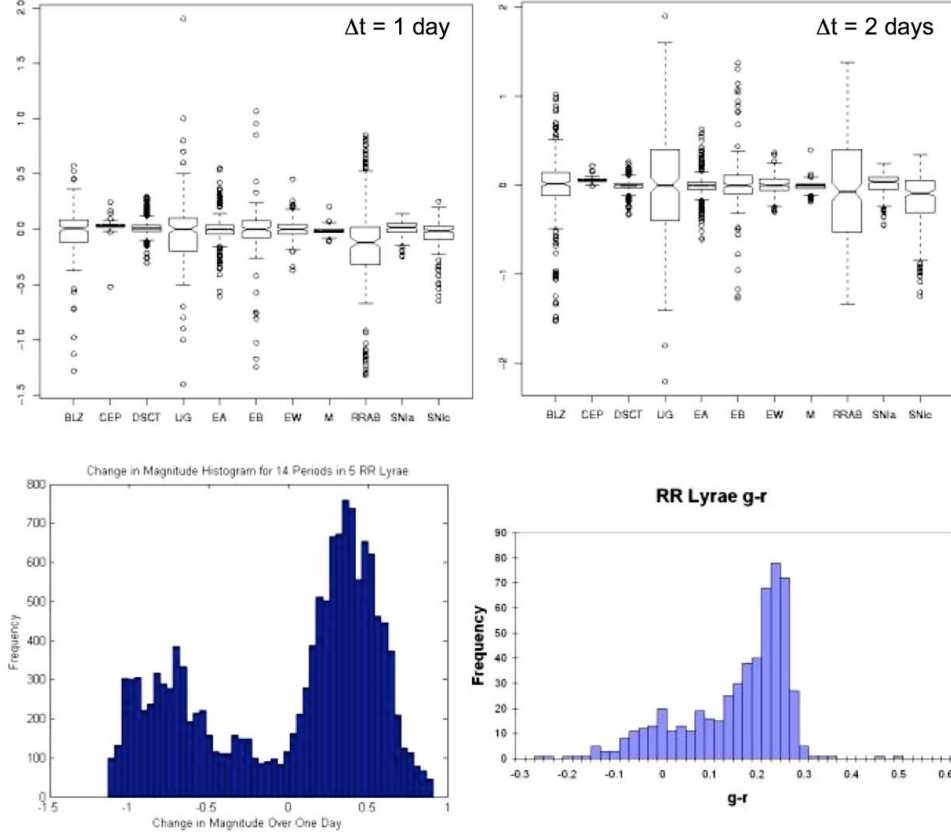 Δt = 1 day
2.0
1.5
1.0
0.5
0.0
-0.5
-1.0
-1.5
BLZ CEP DSCT UG EA EB EW M RRAB SNIa SNIc
Δt = 2 days
2
1
0
-1
-2
BLZ CEP DSCT UG EA EB EW M RRAB SNIa SNIc
Change in Magnitude Histogram for 14 Periods in 5 RR Lyrae
800
700
600
500
400
300
200
100
0
Frequency
-1.5 -1 -0.5 0 0.5 1
Change in Magnitude Over One Day
RR Lyrae g-r
90
80
70
60
50
40
30
20
10
0
Frequency
-0.3 -0.2 -0.1 0 0.1 0.2 0.3 0.4 0.5 0.6
g-r